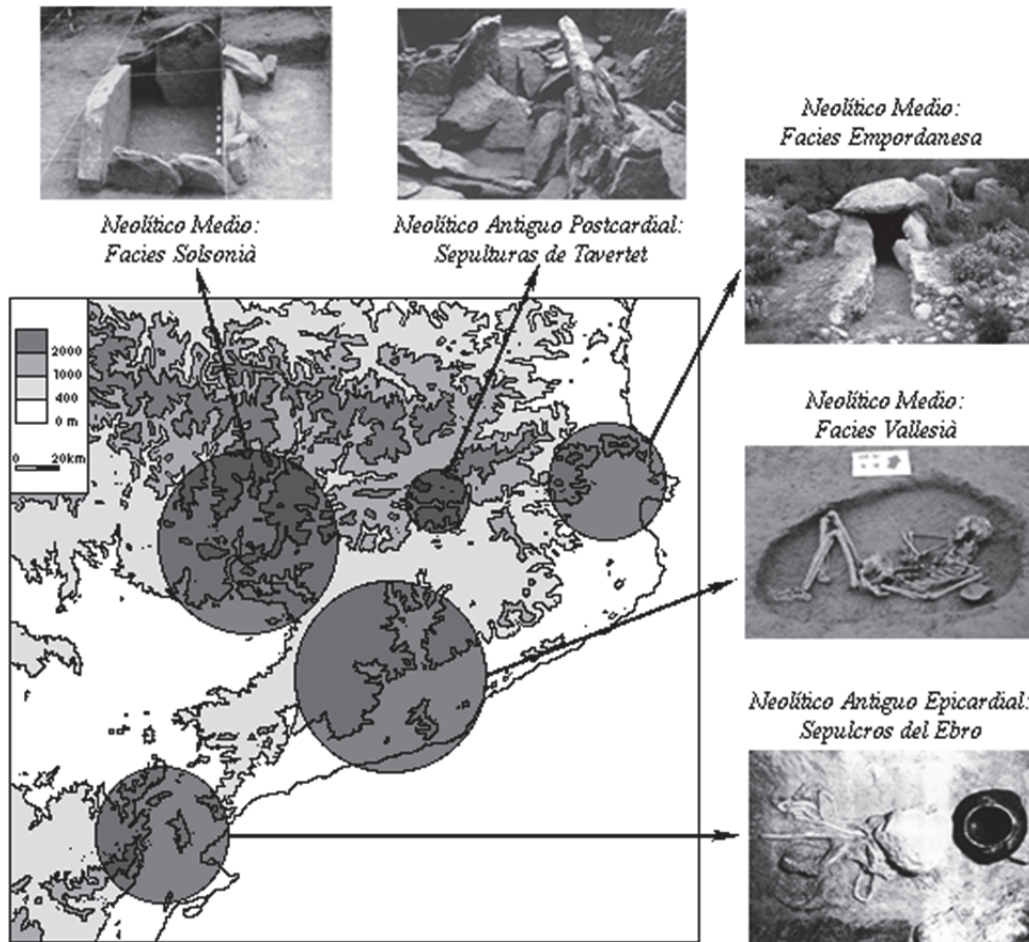 Neolítico Medio:
Facies Solsonià
Neolítico Antiguo Postcardial:
Sepulturas de Tavertet
Neolítico Medio:
Facies Empordanesa
2000
1000
400
0 m
0 20km
Neolítico Medio:
Facies Vallesià
Neolítico Antiguo Epicardial:
Sepulcros del Ebro